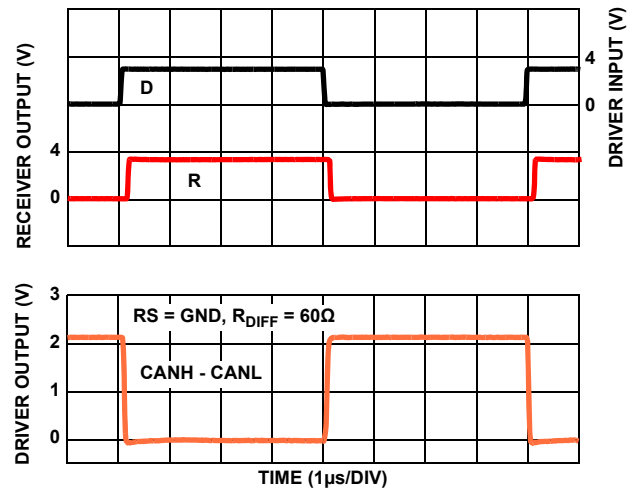 RECEIVER OUTPUT (V)
4
0
D
R
4
0
DRIVER INPUT (V)
DRIVER OUTPUT (V)
3
2
1
0
RS = GND, RDIFF = 60Ω
CANH - CANL
TIME (1µs/DIV)